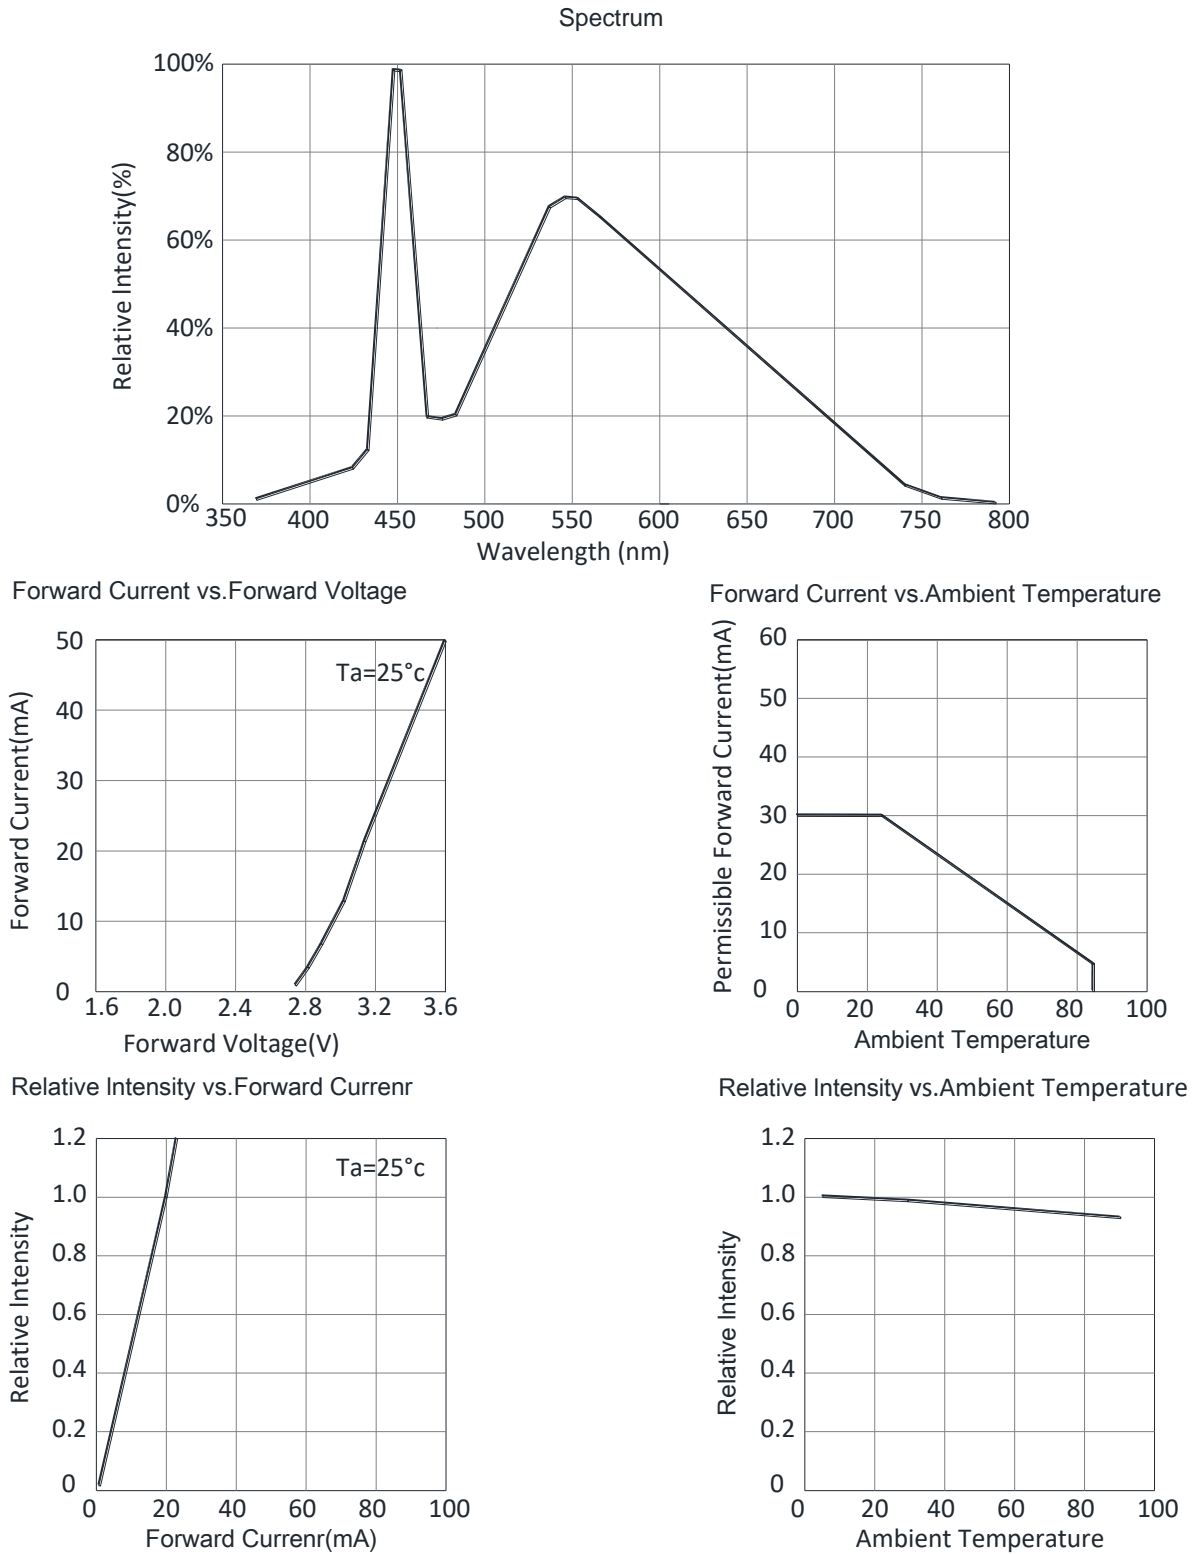 Spectrum
100%
80%
60%
40%
20%
0%
Relative Intensity(%)
350 400 450 500 550 600 650 700 750 800
Wavelength (nm)
Forward Current vs.Forward Voltage
50
40
30
20
10
0
Forward Current(mA)
Ta=25°c
1.6 2.0 2.4 2.8 3.2 3.6
Forward Voltage(V)
Forward Current vs.Ambient Temperature
60
50
40
30
20
10
0
Permissible Forward Current(mA)
0 20 40 60 80 100
Ambient Temperature
Relative Intensity vs.Forward Currenr
1.2
1.0
0.8
0.6
0.4
0.2
0
Relative Intensity
Ta=25°c
0 20 40 60 80 100
Forward Currenr(mA)
Relative Intensity vs.Ambient Temperature
1.2
1.0
0.8
0.6
0.4
0.2
0
Relative Intensity
0 20 40 60 80 100
Ambient Temperature